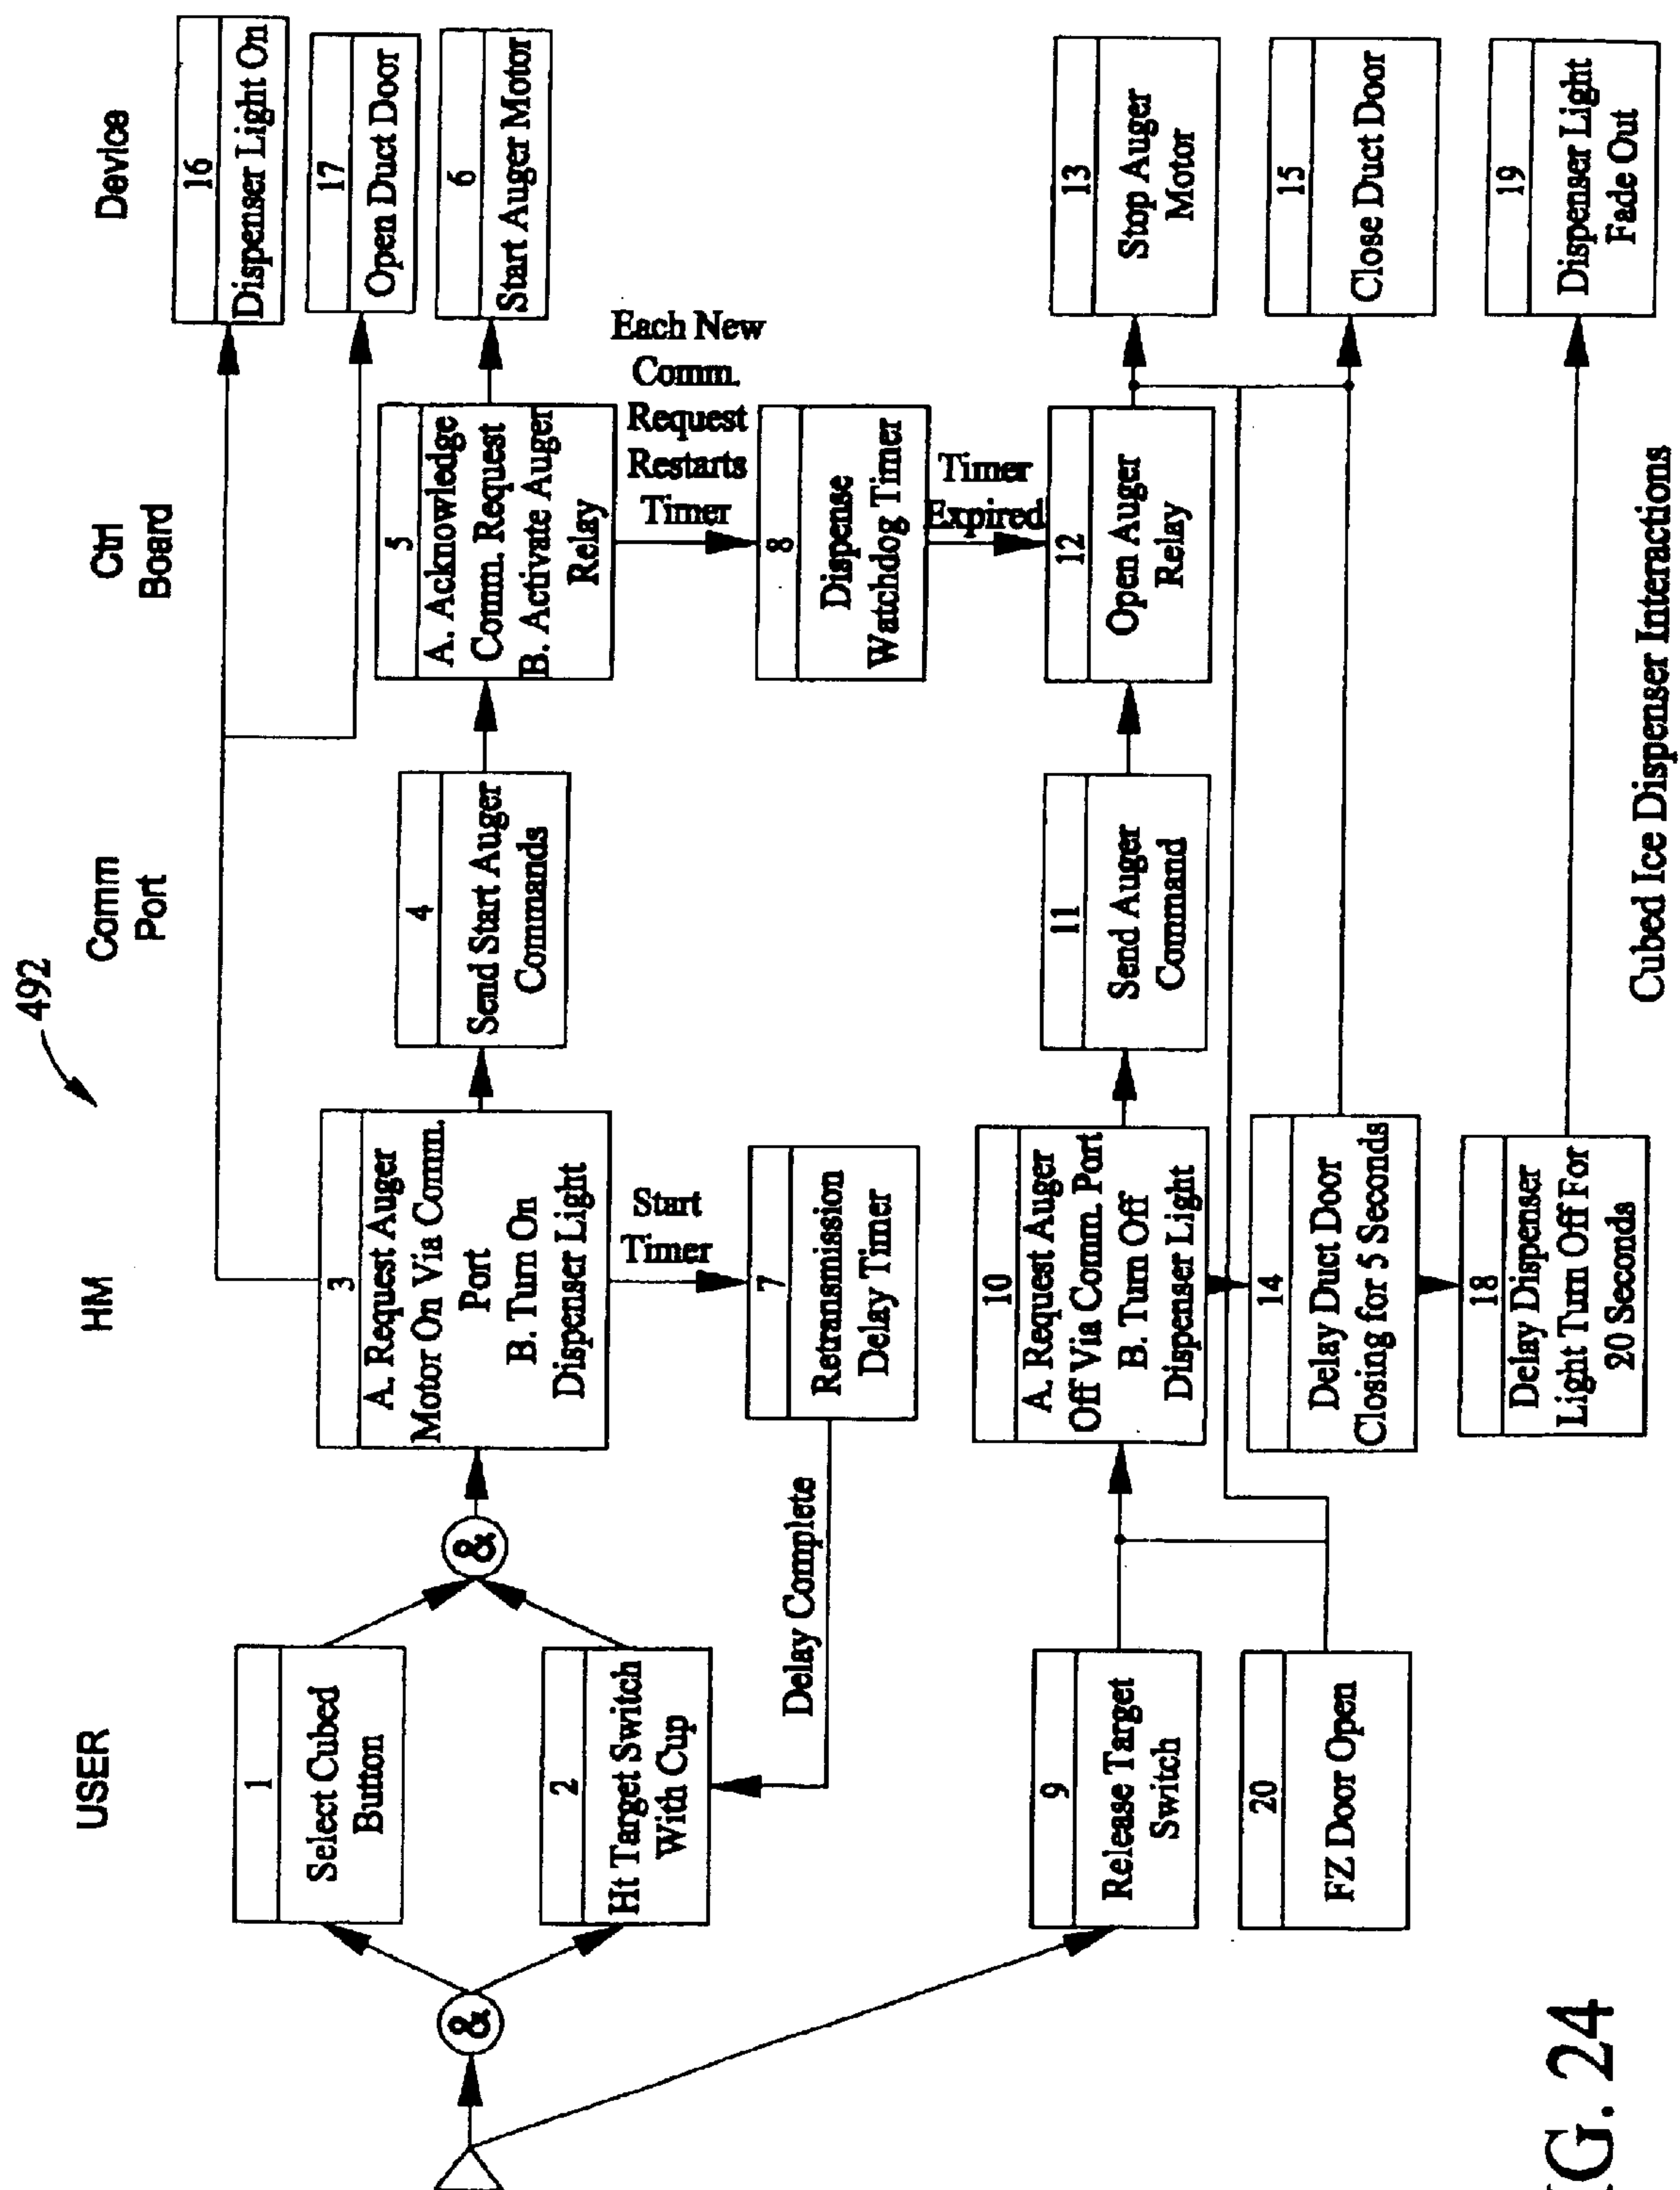 492
USER
HM
Comm
Port
Ctrl
Board
Device
1
Select Cubed
Button
2
Ht Target Switch
With Cup
&
&
3
A. Request Auger
Motor On Via Comm.
Port
B. Turn On
Dispenser Light
4
Send Start Auger
Commands
5
A. Acknowledge
Comm. Request
B. Activate Auger
Relay
16
Dispenser Light On
17
Open Duct Door
6
Start Auger Motor
Start
Timer
7
Retransmission
Delay Timer
Delay Complete
Each New
Comm.
Request
Restarts
Timer
8
Dispense
Watchdog Timer
Timer
Expired
9
Release Target
Switch
20
FZ Door Open
10
A. Request Auger
Off Via Comm. Port
B. Turn Off
Dispenser Light
11
Send Auger
Command
12
Open Auger
Relay
13
Stop Auger
Motor
14
Delay Duct Door
Closing for 5 Seconds
15
Close Duct Door
18
Delay Dispenser
Light Turn Off For
20 Seconds
19
Dispenser Light
Fade Out
Cubed Ice Dispenser Interactions
IG. 24